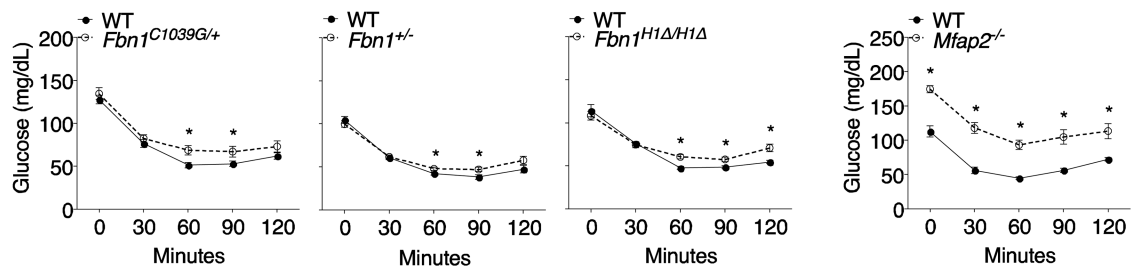 WT
Fbn1C1039G/+
WT
Fbn1+/-
WT
Fbn1H1Δ/H1Δ
WT
Mfap2-/-
Glucose (mg/dL)
200
150
100
50
0
* *
* *
* * *
Glucose (mg/dL)
250
200
150
100
50
0
* * * * *
0 30 60 90 120
0 30 60 90 120
0 30 60 90 120
0 30 60 90 120
Minutes
Minutes
Minutes
Minutes